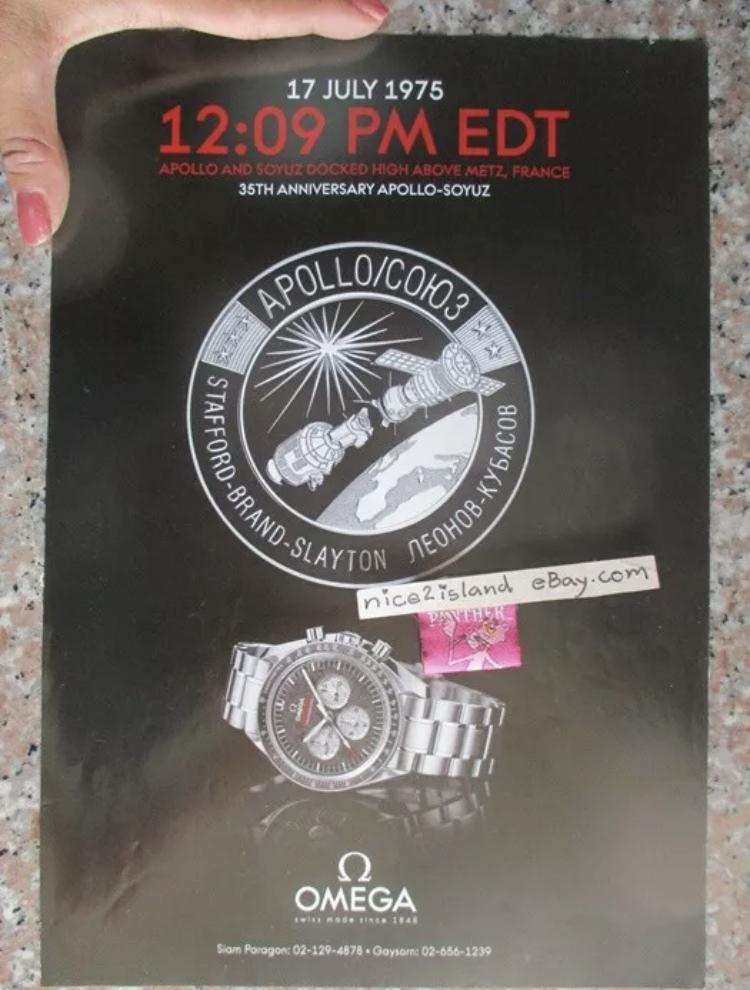 17 JULY 1975
12:09 PM EDT
APOLLO AND SOYUZ DOCKED HIGH ABOVE METZ, FRANCE
35TH ANNIVERSARY APOLLO-SOYUZ
APOLLO/СОЮЗ
STAFFORD-BRAND-SLAYTON ЛЕОНОВ-КУБАСОВ
nice2island eBay.com
PANTHER
Ω
OMEGA
Ω
OMEGA
swiss made since 1848
Siam Paragon: 02-129-4878 • Gaysorn: 02-656-1239